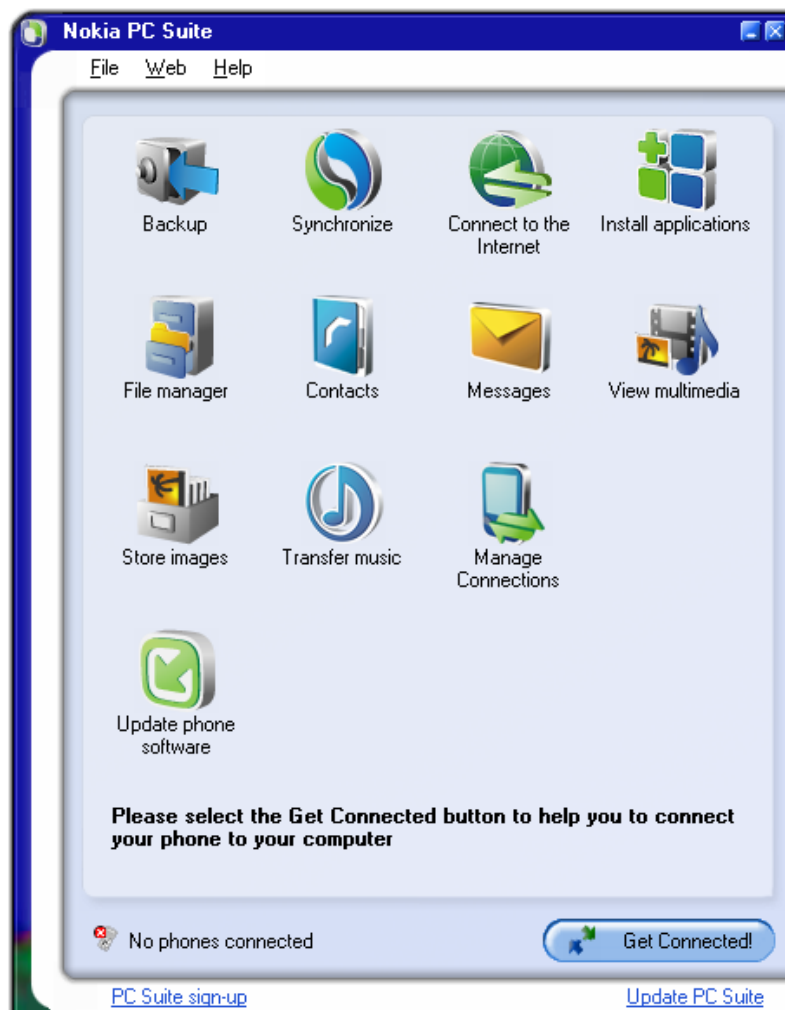 Nokia PC Suite
File Web Help
Backup
Synchronize
Connect to the
Internet
Install applications
File manager
Contacts
Messages
View multimedia
Store images
Transfer music
Manage
Connections
Update phone
software
Please select the Get Connected button to help you to connect
your phone to your computer
No phones connected
Get Connected!
PC Suite sign-up
Update PC Suite